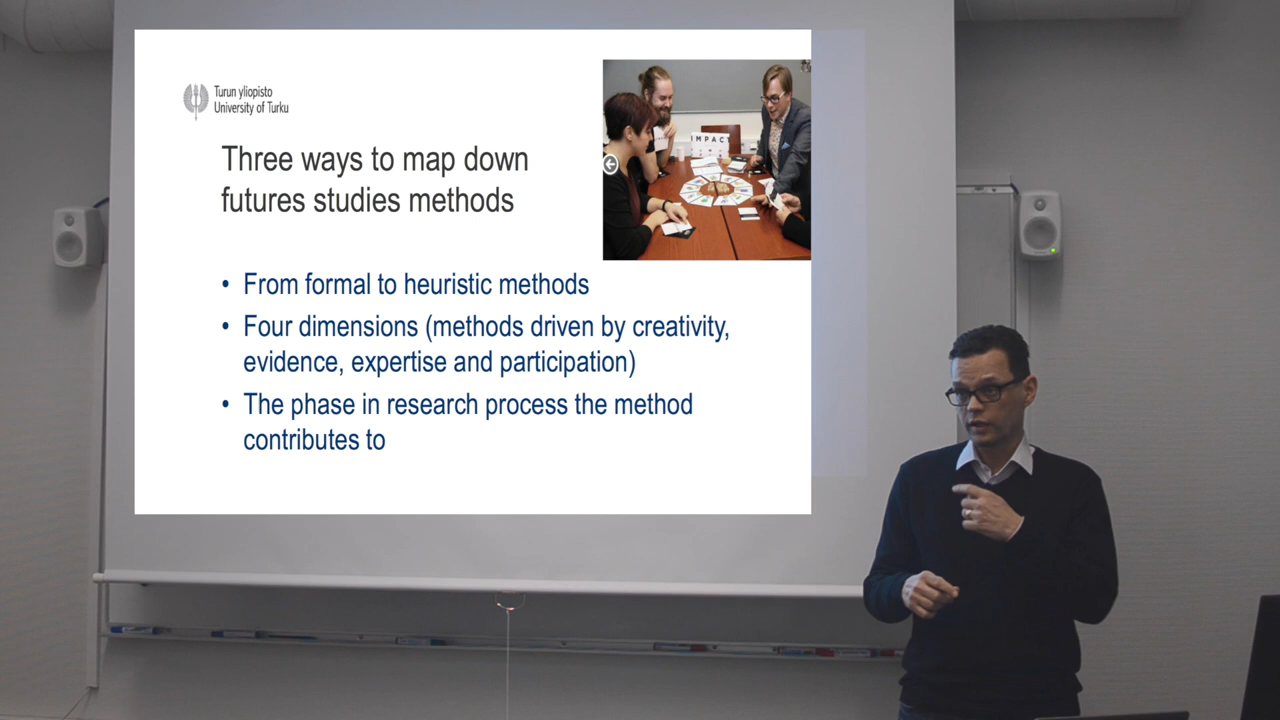 Turun yliopisto
University of Turku
IMPACT
Three ways to map down
futures studies methods
• From formal to heuristic methods
• Four dimensions (methods driven by creativity,
evidence, expertise and participation)
• The phase in research process the method
contributes to